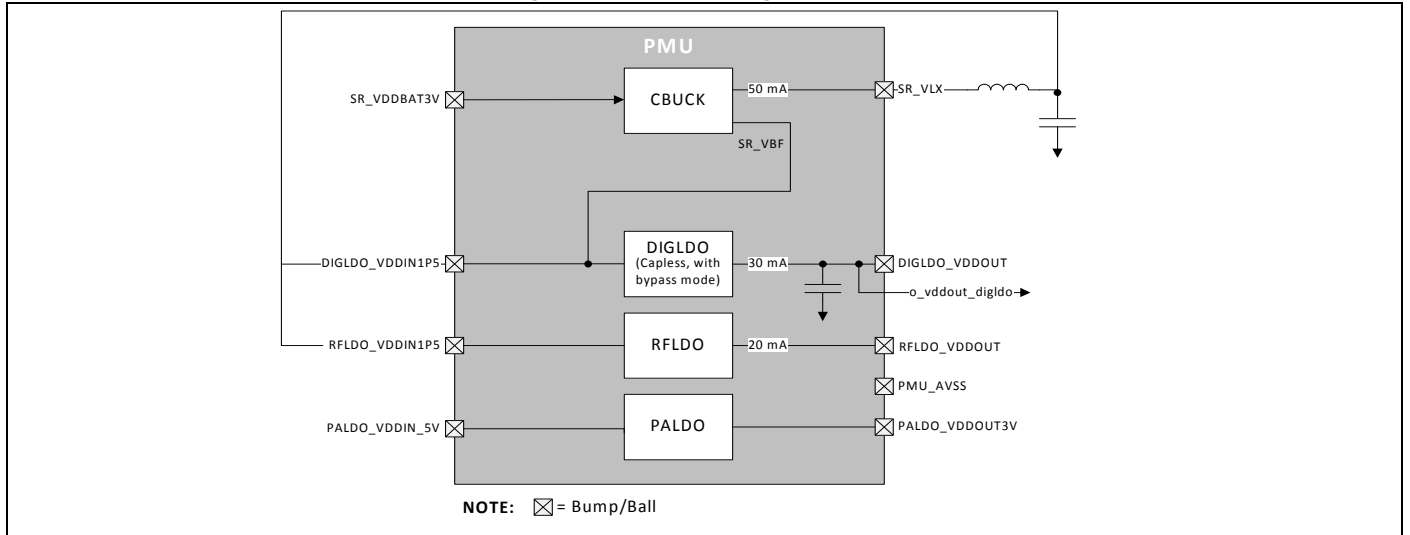 PMU
SR_VDDBAT3V
CBUCK
50 mA
SR_VLX
SR_VBF
DIGLDO_VDDIN1P5
DIGLDO
(Capless, with
bypass mode)
30 mA
DIGLDO_VDDOUT
o_vddout_digldo
RFLDO_VDDIN1P5
RFLDO
20 mA
RFLDO_VDDOUT
PMU_AVSS
PALDO_VDDIN_5V
PALDO
PALDO_VDDOUT3V
NOTE: = Bump/Ball